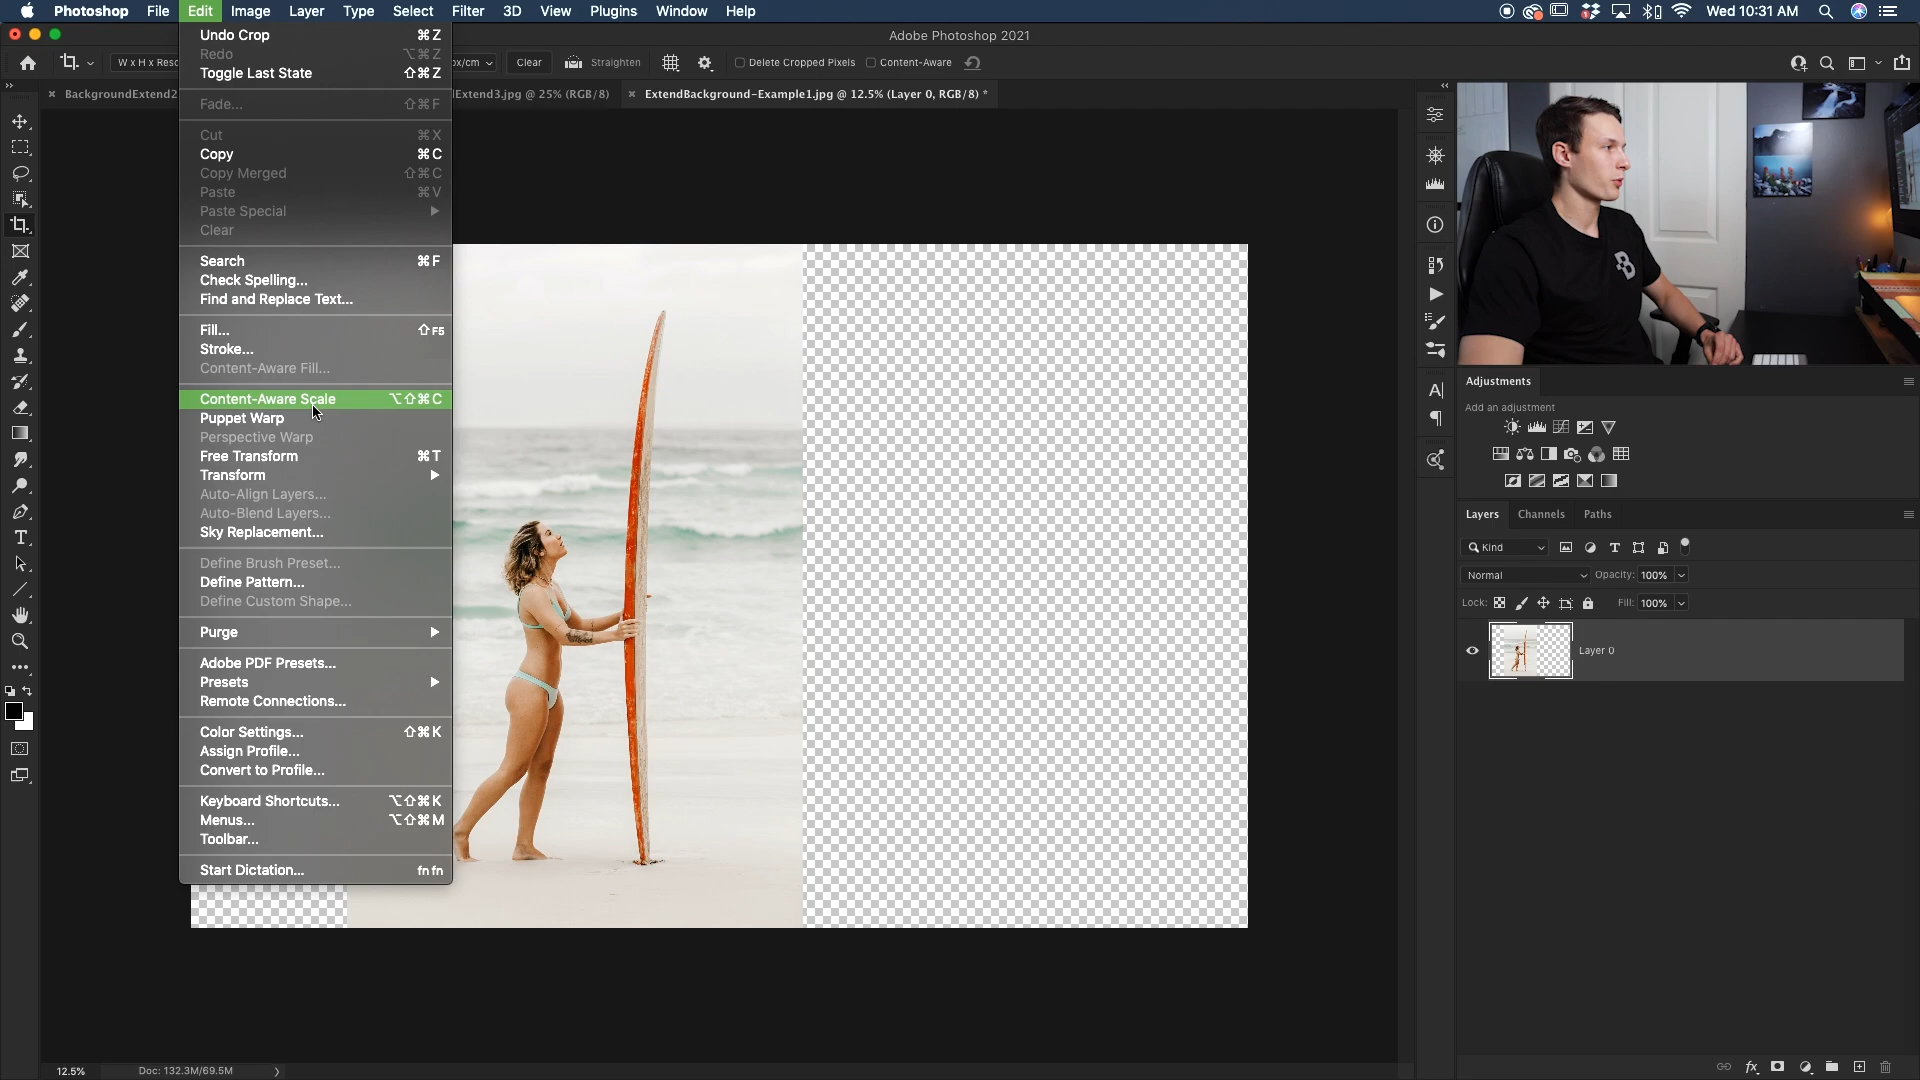 Photoshop File Edit Image Layer Type Select Filter 3D View Plugins Window Help Wed 10:31 AM
Adobe Photoshop 2021
px/cm Clear Straighten Delete Cropped Pixels Content-Aware
ExtendBackground-Example1.jpg @ 12.5% (Layer 0, RGB/8) *
Undo Crop ⌘Z
Redo ⌥⌘Z
Toggle Last State ⇧⌘Z
Fade... ⇧⌘F
Cut ⌘X
Copy ⌘C
Copy Merged ⇧⌘C
Paste ⌘V
Paste Special
Clear
Search ⌘F
Check Spelling...
Find and Replace Text...
Fill... ⇧F5
Stroke...
Content-Aware Fill...
Content-Aware Scale ⌥⇧⌘C
Puppet Warp
Perspective Warp
Free Transform ⌘T
Transform
Auto-Align Layers...
Auto-Blend Layers...
Sky Replacement...
Define Brush Preset...
Define Pattern...
Define Custom Shape...
Purge
Adobe PDF Presets...
Presets
Remote Connections...
Color Settings... ⇧⌘K
Assign Profile...
Convert to Profile...
Keyboard Shortcuts... ⌥⇧⌘K
Menus... ⌥⇧⌘M
Toolbar...
Start Dictation... fn fn
Adjustments
Add an adjustment
Layers Channels Paths
Kind
Normal Opacity: 100%
Lock: Fill: 100%
Layer 0
12.5% Doc: 132.3M/69.5M